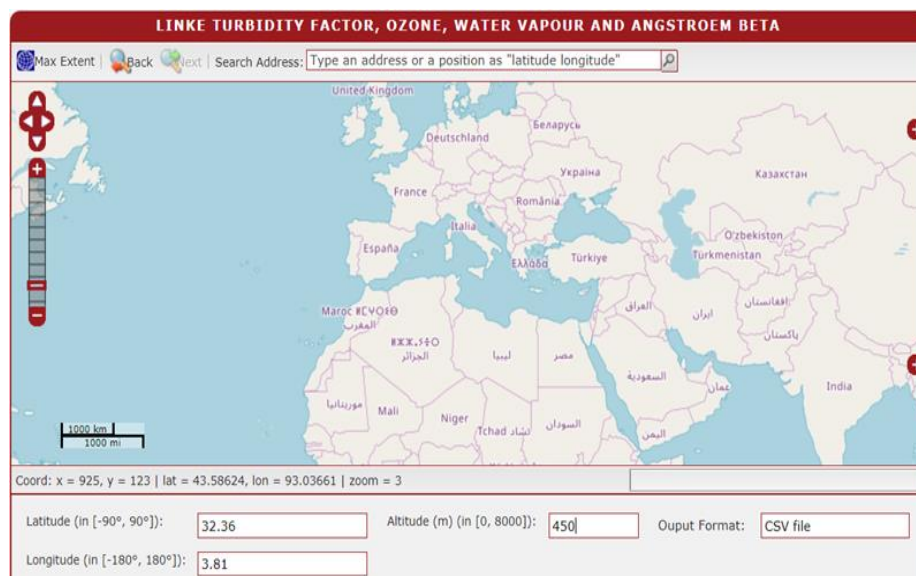 LINKE TURBIDITY FACTOR, OZONE, WATER VAPOUR AND ANGSTROEM BETA
Max Extent | Back Next | Search Address: Type an address or a position as "latitude longitude"
United Kingdom
Беларусь
Deutschland
Україна
Казахстан
France
România
Italia
O'zbekiston
España
Ελλάδα
Türkiye
Türkmenistan
Maroc ⵍⵎⵖⵔⵉⴱ المغرب
العراق
ایران
افغانستان
پاکستان
الجزائر
ليبيا
مصر
السعودية
عمان
India
موريتانيا
Mali
Niger
Tchad تشاد
السودان
اليمن
1000 km
1000 mi
Coord: x = 925, y = 123 | lat = 43.58624, lon = 93.03661 | zoom = 3
Latitude (in [-90°, 90°]): 32.36 Altitude (m) (in [0, 8000]): 450 Ouput Format: CSV file
Longitude (in [-180°, 180°]): 3.81